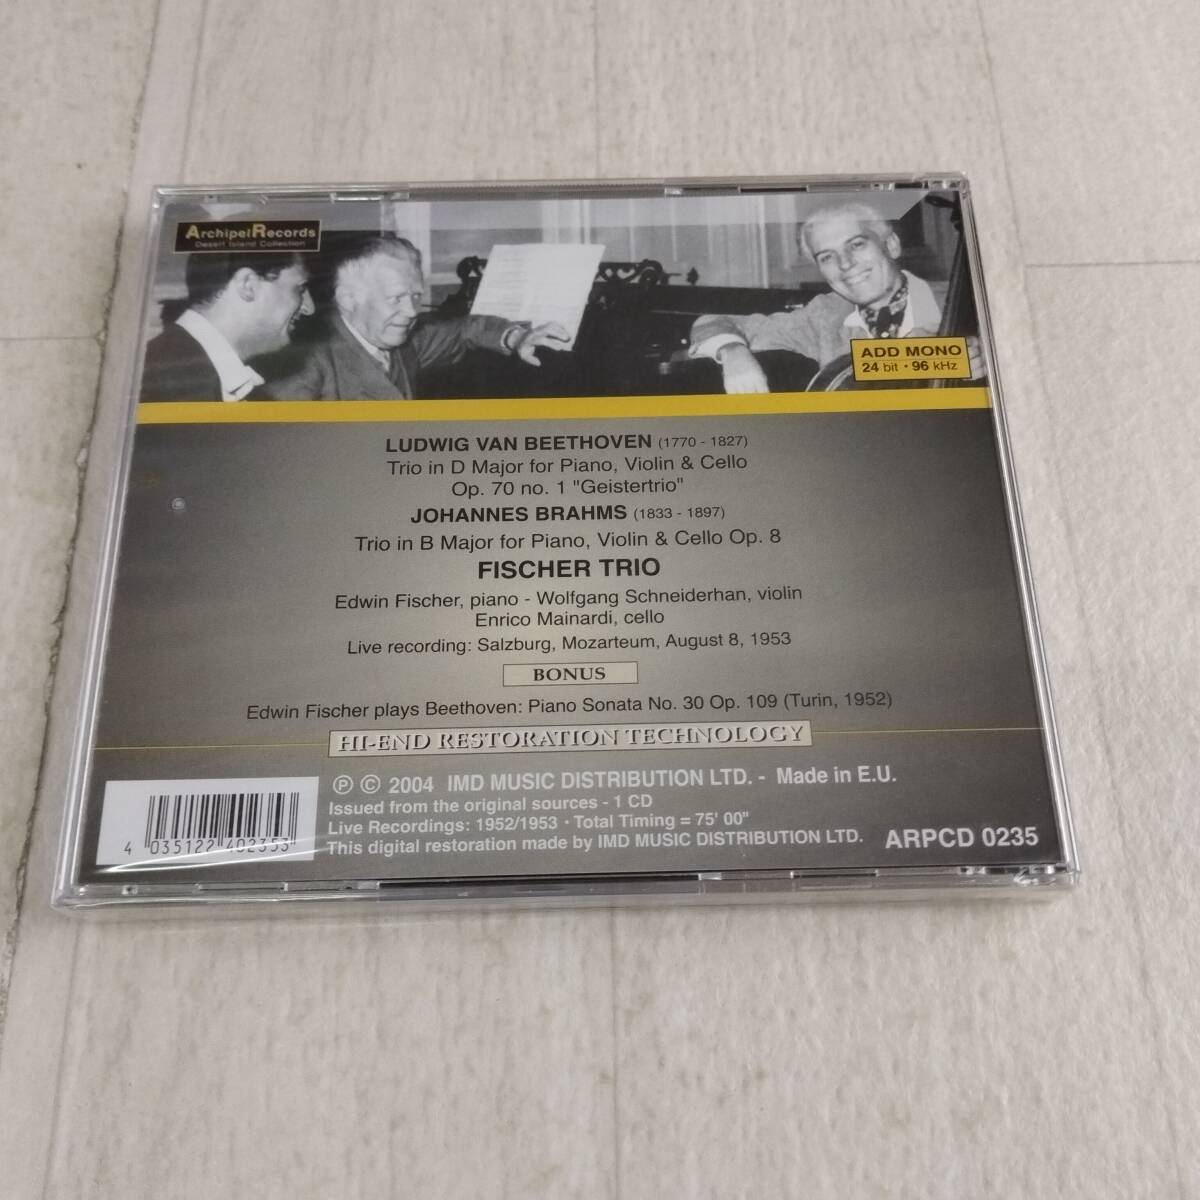 ArchipelRecords
Desert Island Collection
ADD MONO
24 bit · 96 kHz
LUDWIG VAN BEETHOVEN (1770 - 1827)
Trio in D Major for Piano, Violin & Cello
Op. 70 no. 1 "Geistertrio"
JOHANNES BRAHMS (1833 - 1897)
Trio in B Major for Piano, Violin & Cello Op. 8
FISCHER TRIO
Edwin Fischer, piano - Wolfgang Schneiderhan, violin
Enrico Mainardi, cello
Live recording: Salzburg, Mozarteum, August 8, 1953
BONUS
Edwin Fischer plays Beethoven: Piano Sonata No. 30 Op. 109 (Turin, 1952)
HI-END RESTORATION TECHNOLOGY
℗ © 2004 IMD MUSIC DISTRIBUTION LTD. - Made in E.U.
Issued from the original sources - 1 CD
Live Recordings: 1952/1953 · Total Timing = 75' 00"
This digital restoration made by IMD MUSIC DISTRIBUTION LTD.
ARPCD 0235
4 035122 402353